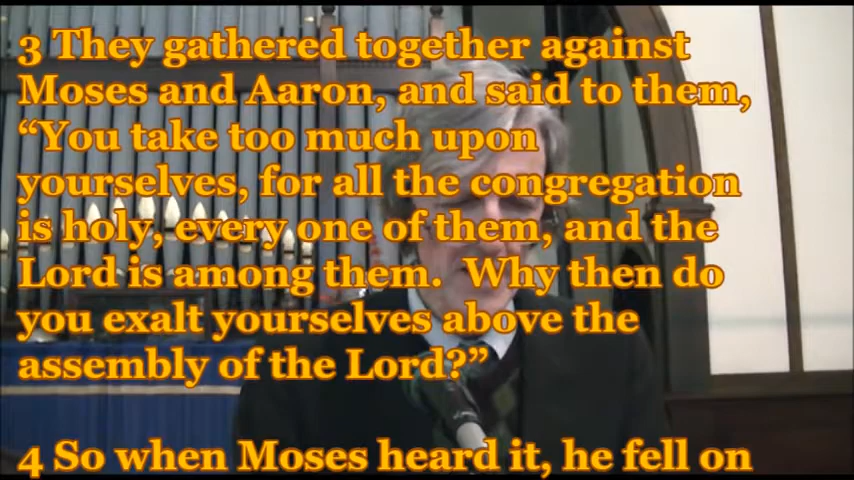 3 They gathered together against
Moses and Aaron, and said to them,
“You take too much upon
yourselves, for all the congregation
is holy, every one of them, and the
Lord is among them.  Why then do
you exalt yourselves above the
assembly of the Lord?”
4 So when Moses heard it, he fell on